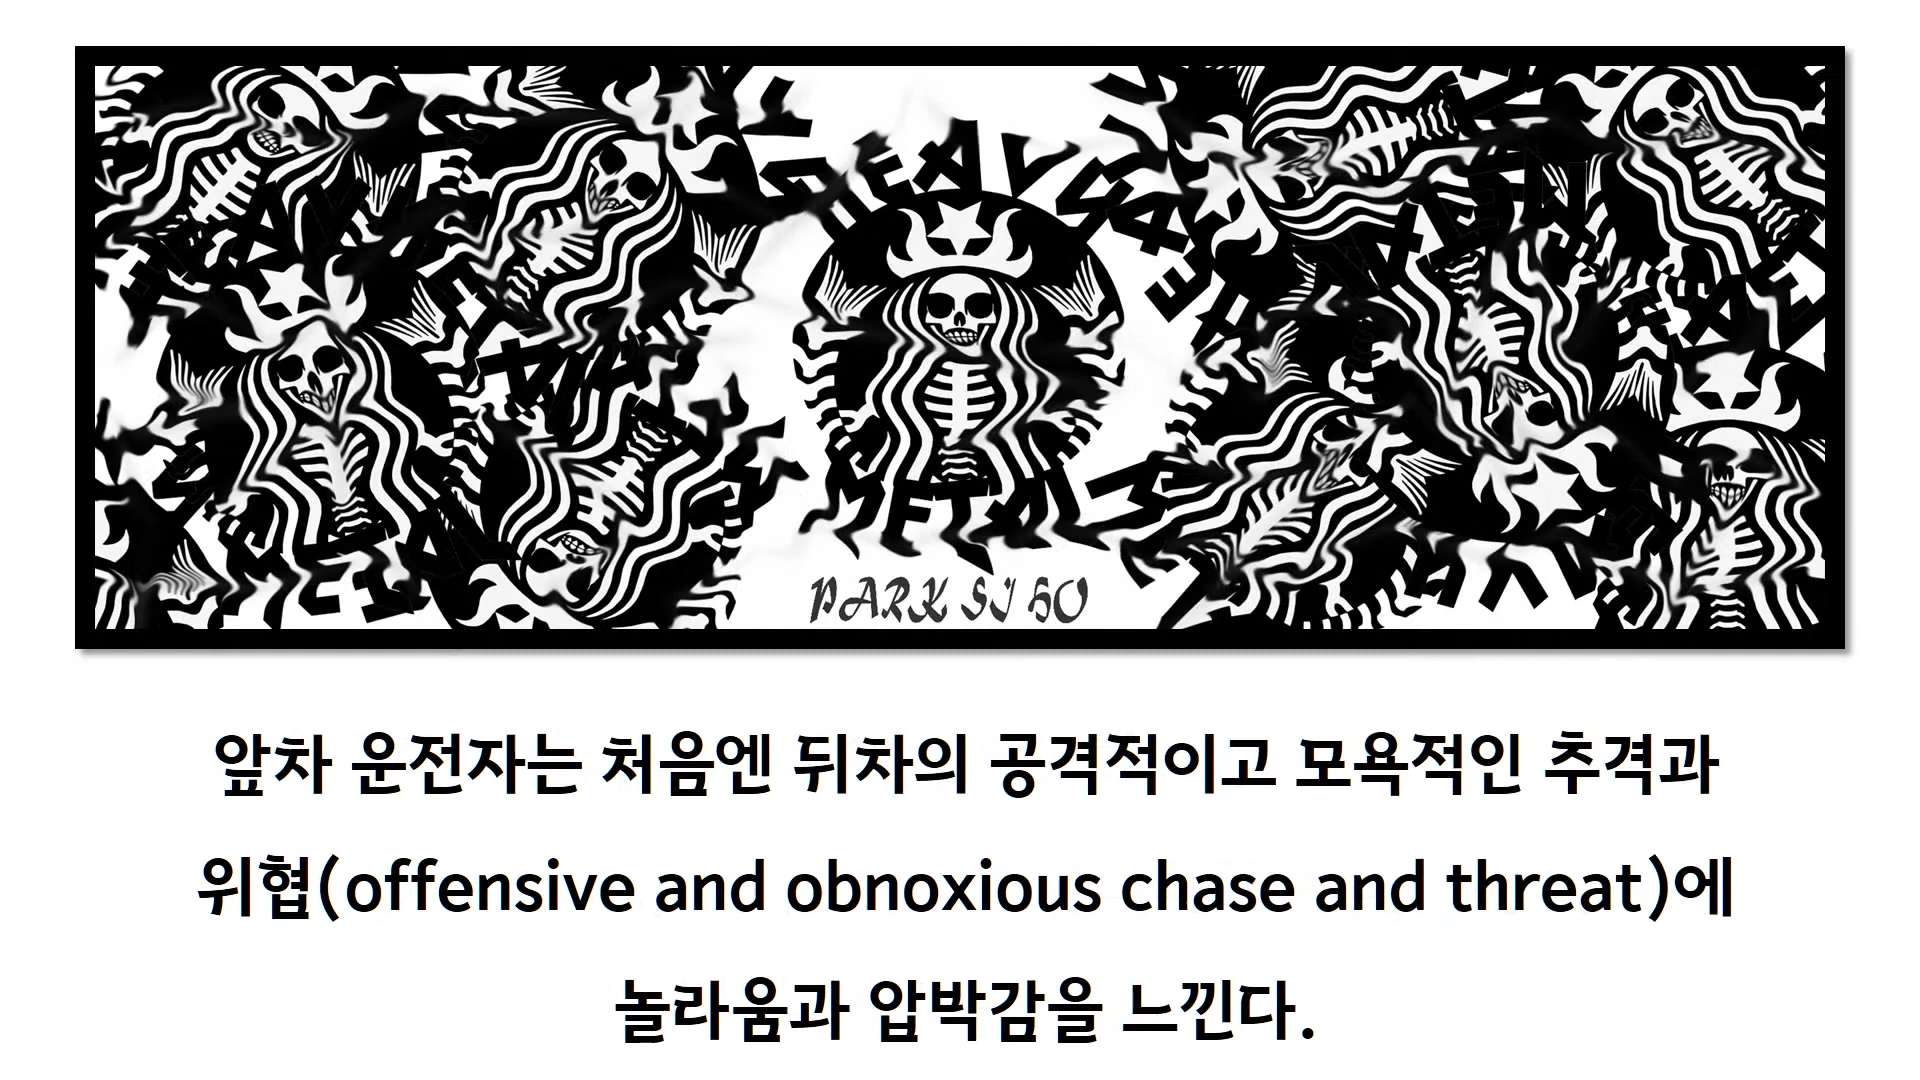 HEAVY
METAL
PARK SI HO
앞차 운전자는 처음엔 뒤차의 공격적이고 모욕적인 추격과
위협(offensive and obnoxious chase and threat)에
놀라움과 압박감을 느낀다.